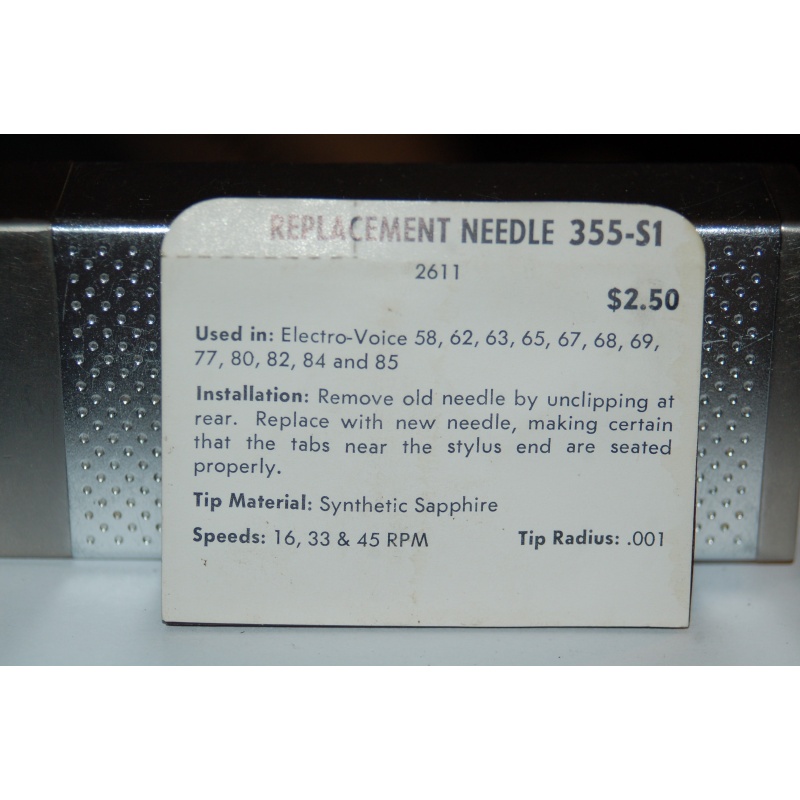 REPLACEMENT NEEDLE 355-S1
2611
$2.50
Used in: Electro-Voice 58, 62, 63, 65, 67, 68, 69,
77, 80, 82, 84 and 85
Installation: Remove old needle by unclipping at
rear. Replace with new needle, making certain
that the tabs near the stylus end are seated
properly.
Tip Material: Synthetic Sapphire
Speeds: 16, 33 & 45 RPM Tip Radius: .001